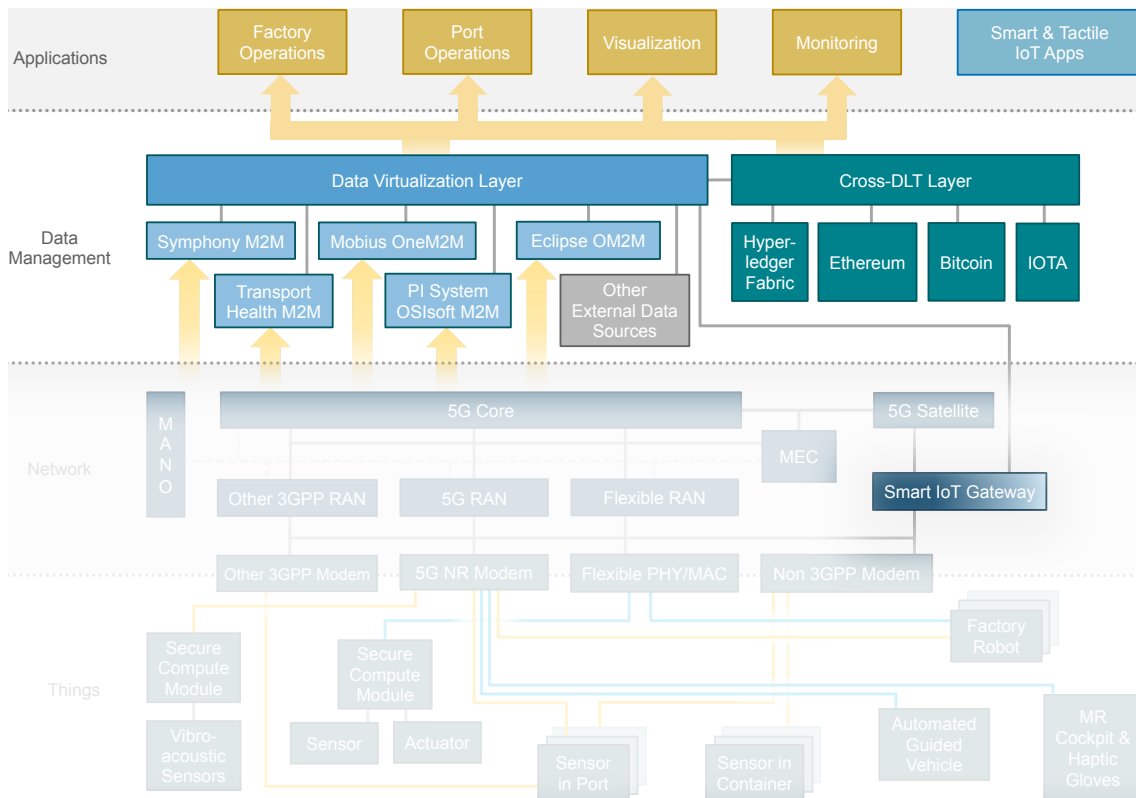 Applications
Factory
Operations
Port
Operations
Visualization
Monitoring
Smart & Tactile
IoT Apps
Data
Management
Data Virtualization Layer
Cross-DLT Layer
Symphony M2M
Mobius OneM2M
Eclipse OM2M
Transport
Health M2M
PI System
OSIsoft M2M
Other
External Data
Sources
Hyper-
ledger
Fabric
Ethereum
Bitcoin
IOTA
Network
M
A
N
O
5G Core
5G Satellite
MEC
Other 3GPP RAN
5G RAN
Flexible RAN
Smart IoT Gateway
Other 3GPP Modem
5G NR Modem
Flexible PHY/MAC
Non 3GPP Modem
Things
Secure
Compute
Module
Vibro-
acoustic
Sensors
Secure
Compute
Module
Sensor
Actuator
Sensor
in Port
Sensor in
Container
Factory
Robot
Automated
Guided
Vehicle
MR
Cockpit &
Haptic
Gloves